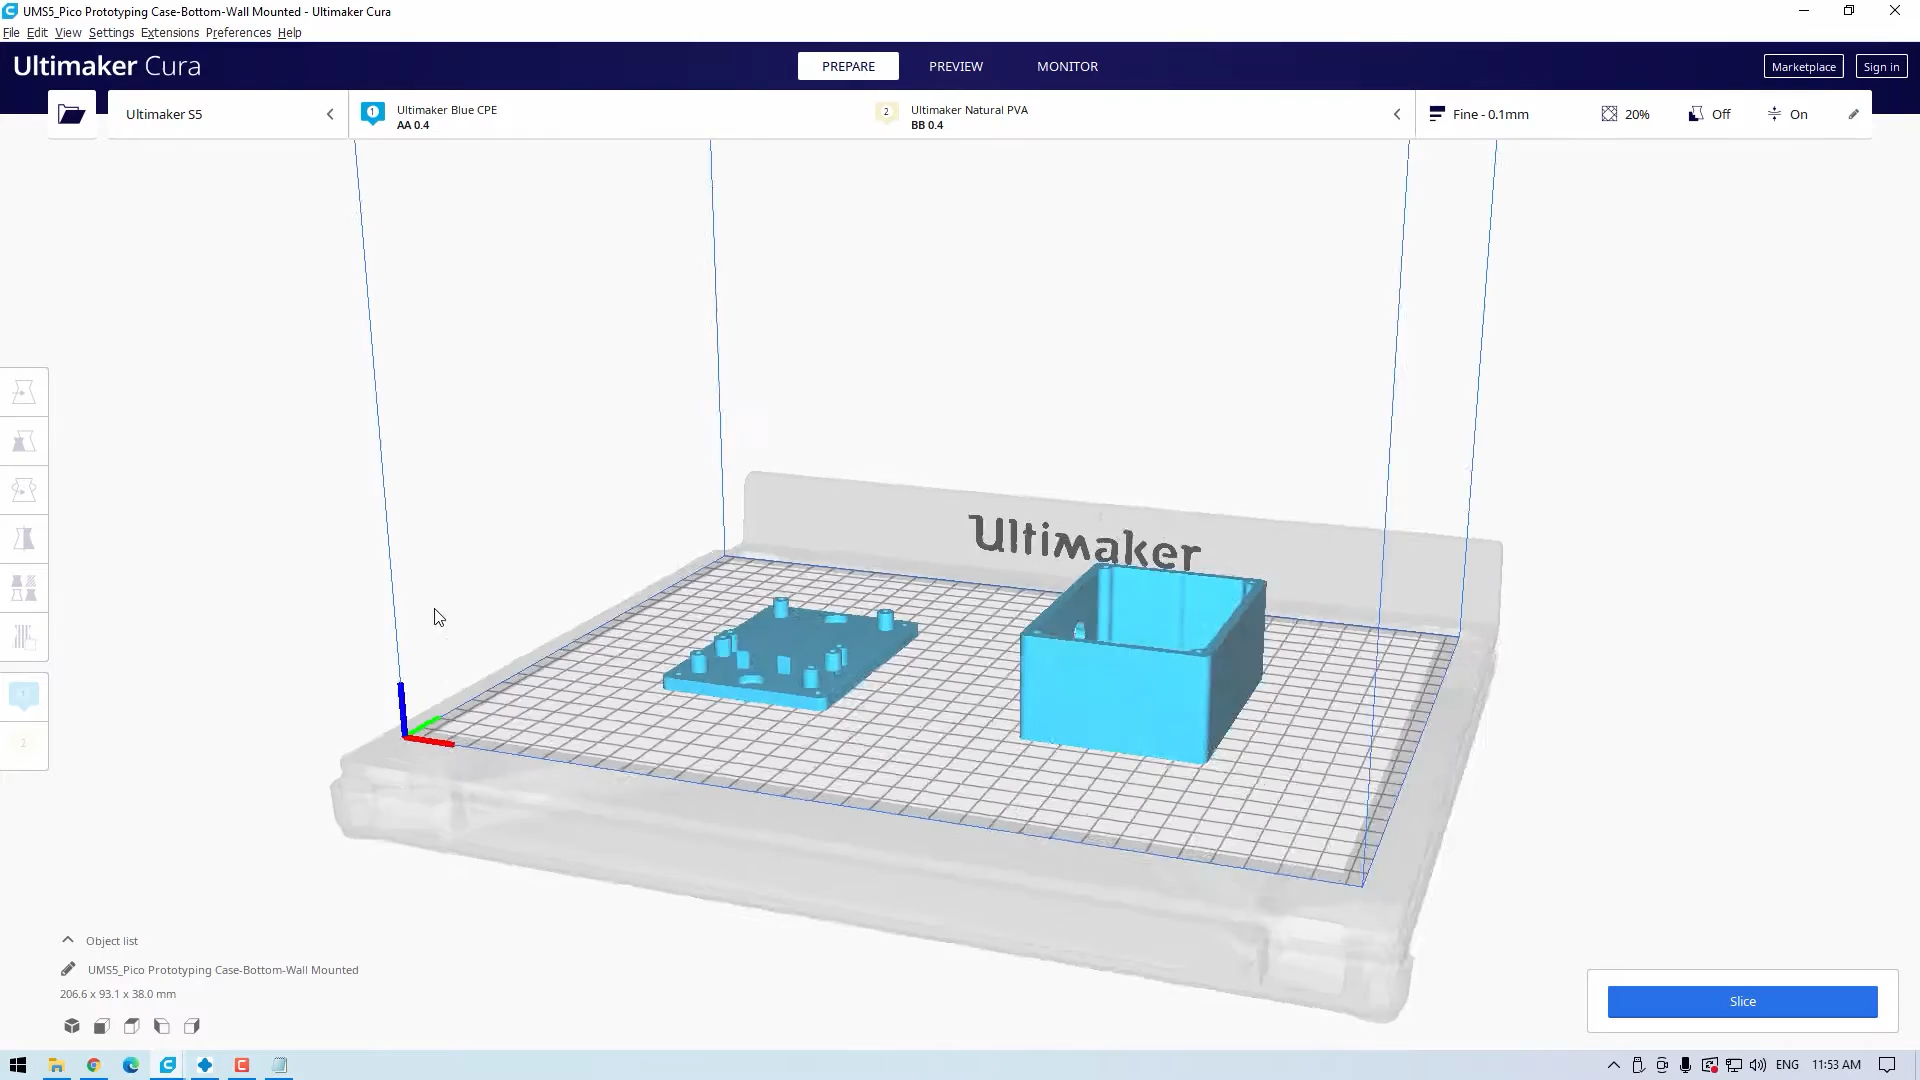 UMS5_Pico Prototyping Case-Bottom-Wall Mounted - Ultimaker Cura
File Edit View Settings Extensions Preferences Help
Ultimaker Cura
PREPARE PREVIEW MONITOR
Marketplace Sign in
Ultimaker S5
1 Ultimaker Blue CPE
AA 0.4
2 Ultimaker Natural PVA
BB 0.4
Fine - 0.1mm 20% Off On
Ultimaker
1
2
Object list
UMS5_Pico Prototyping Case-Bottom-Wall Mounted
206.6 x 93.1 x 38.0 mm
Slice
ENG 11:53 AM